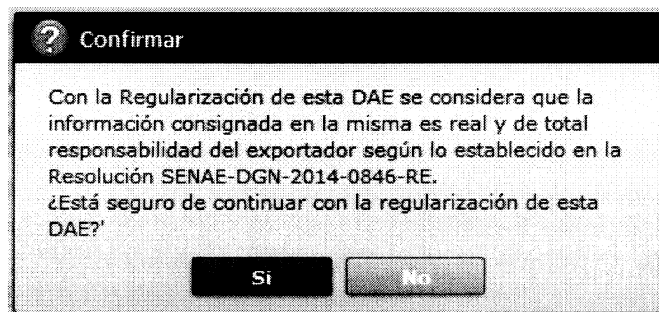 Confirmar
Con la Regularización de esta DAE se considera que la
información consignada en la misma es real y de total
responsabilidad del exportador según lo establecido en la
Resolución SENAE-DGN-2014-0846-RE.
¿Está seguro de continuar con la regularización de esta
DAE?'
Si
No